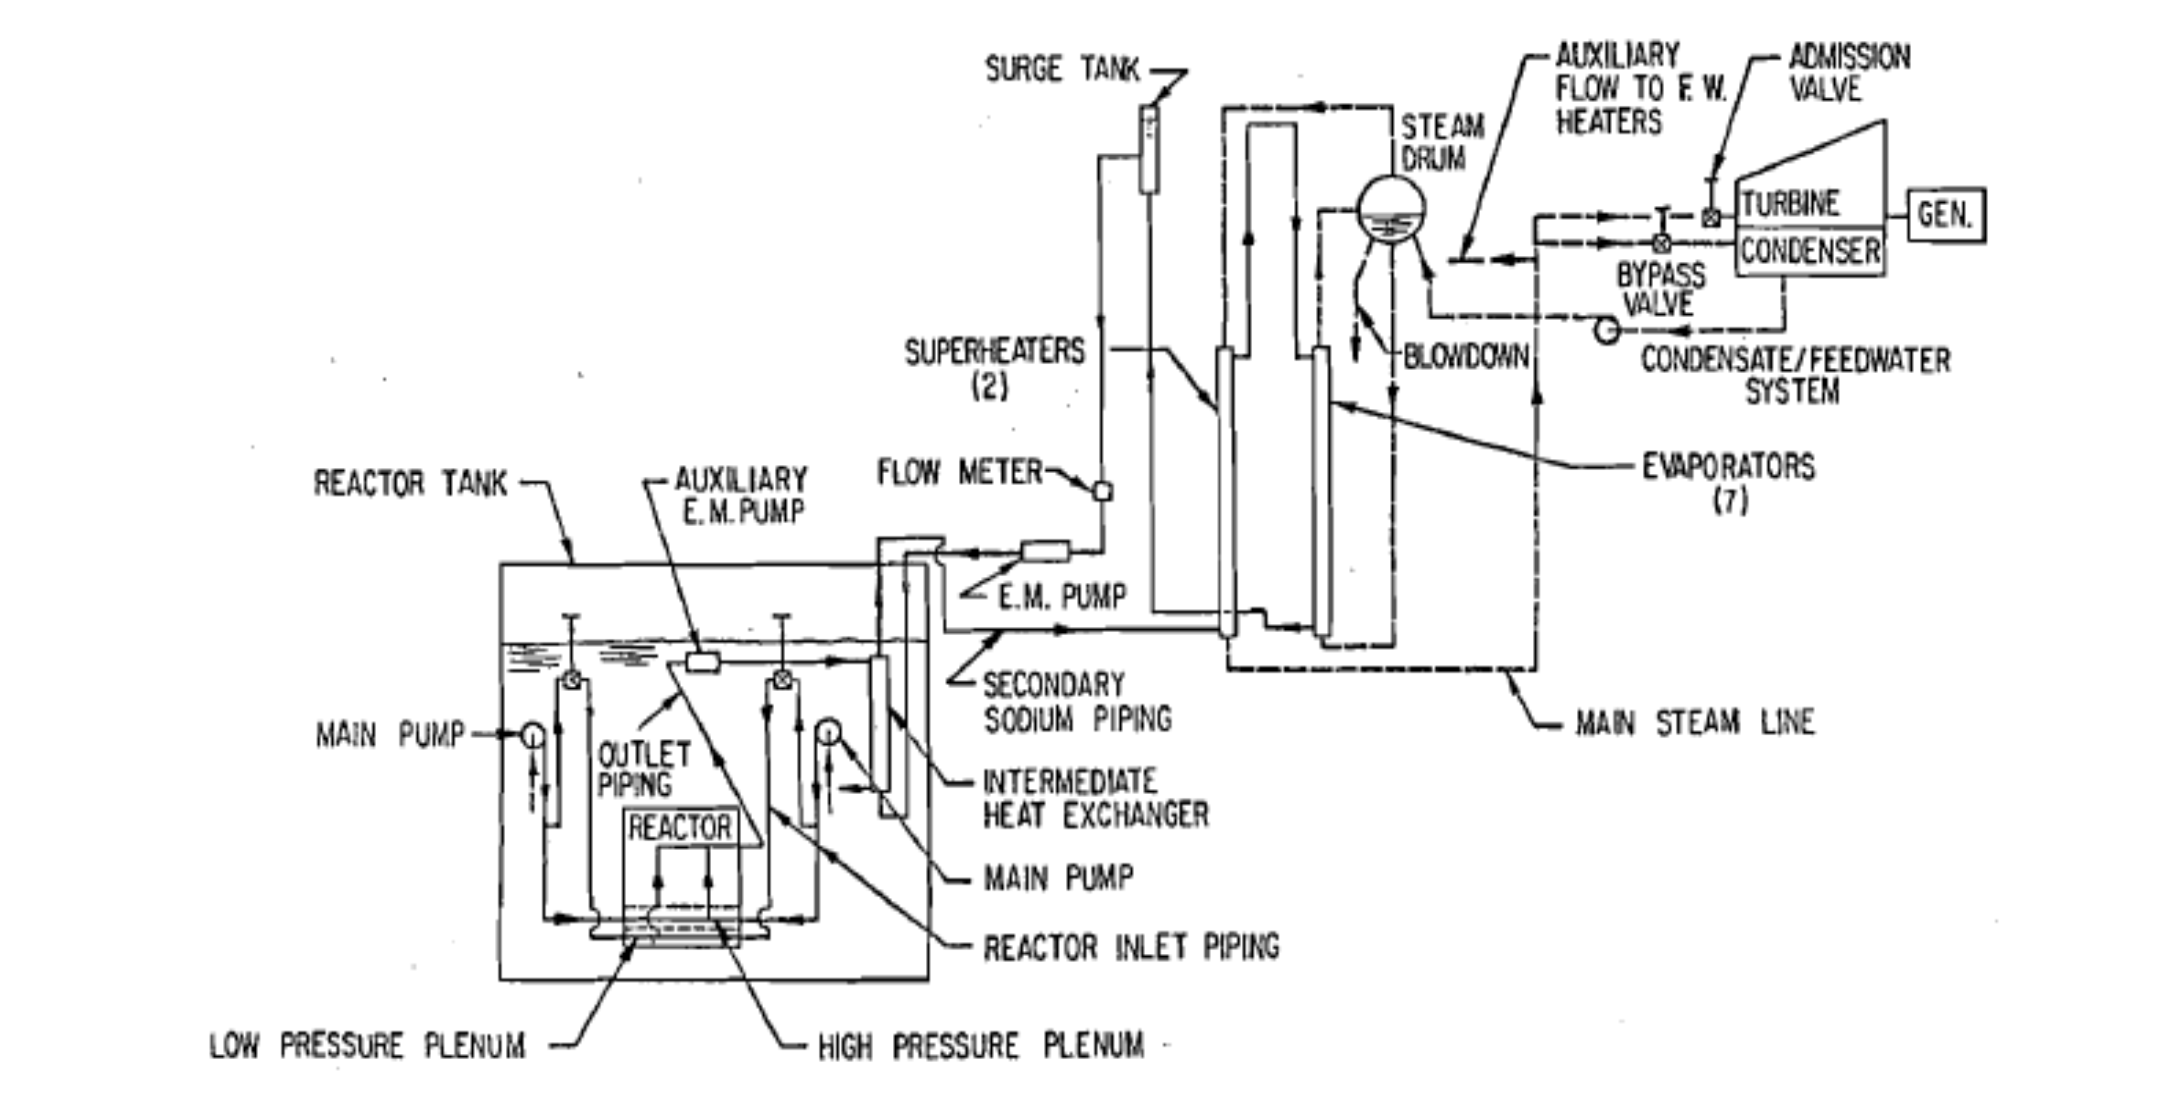 SURGE TANK
AUXILIARY
FLOW TO F. W.
HEATERS
ADMISSION
VALVE
STEAM
DRUM
TURBINE
GEN.
CONDENSER
BYPASS
VALVE
SUPERHEATERS
(2)
BLOWDOWN
CONDENSATE/FEEDWATER
SYSTEM
REACTOR TANK
AUXILIARY
E.M. PUMP
FLOW METER
EVAPORATORS
(7)
E.M. PUMP
SECONDARY
SODIUM PIPING
MAIN STEAM LINE
MAIN PUMP
OUTLET
PIPING
INTERMEDIATE
HEAT EXCHANGER
REACTOR
MAIN PUMP
REACTOR INLET PIPING
LOW PRESSURE PLENUM
HIGH PRESSURE PLENUM